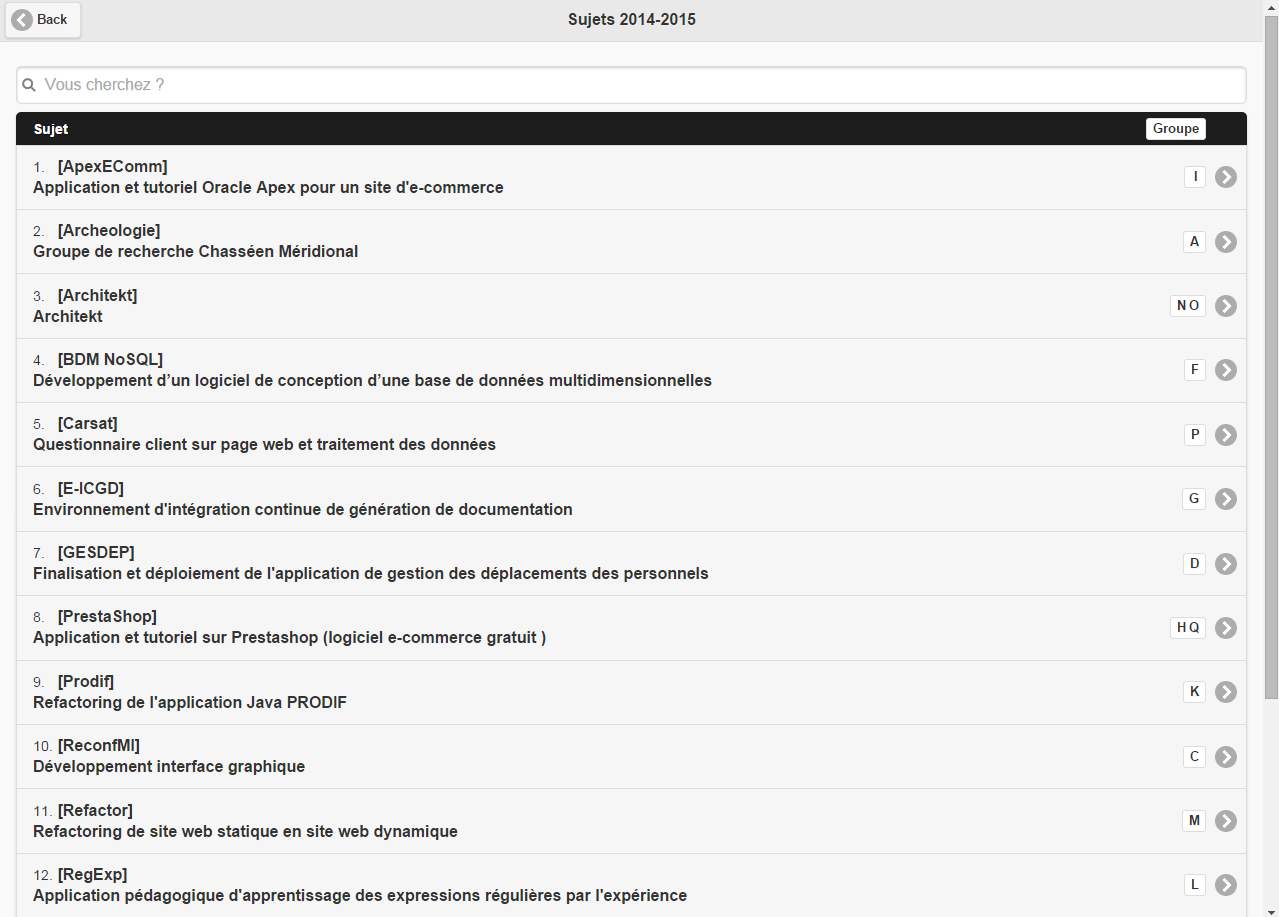 Back
Sujets 2014-2015
Vous cherchez ?
Sujet Groupe
1. [ApexEComm]
Application et tutoriel Oracle Apex pour un site d'e-commerce
I
2. [Archeologie]
Groupe de recherche Chasséen Méridional
A
3. [Architekt]
Architekt
N O
4. [BDM NoSQL]
Développement d’un logiciel de conception d’une base de données multidimensionnelles
F
5. [Carsat]
Questionnaire client sur page web et traitement des données
P
6. [E-ICGD]
Environnement d'intégration continue de génération de documentation
G
7. [GESDEP]
Finalisation et déploiement de l'application de gestion des déplacements des personnels
D
8. [PrestaShop]
Application et tutoriel sur Prestashop (logiciel e-commerce gratuit )
H Q
9. [Prodif]
Refactoring de l'application Java PRODIF
K
10. [ReconfMI]
Développement interface graphique
C
11. [Refactor]
Refactoring de site web statique en site web dynamique
M
12. [RegExp]
Application pédagogique d'apprentissage des expressions régulières par l'expérience
L